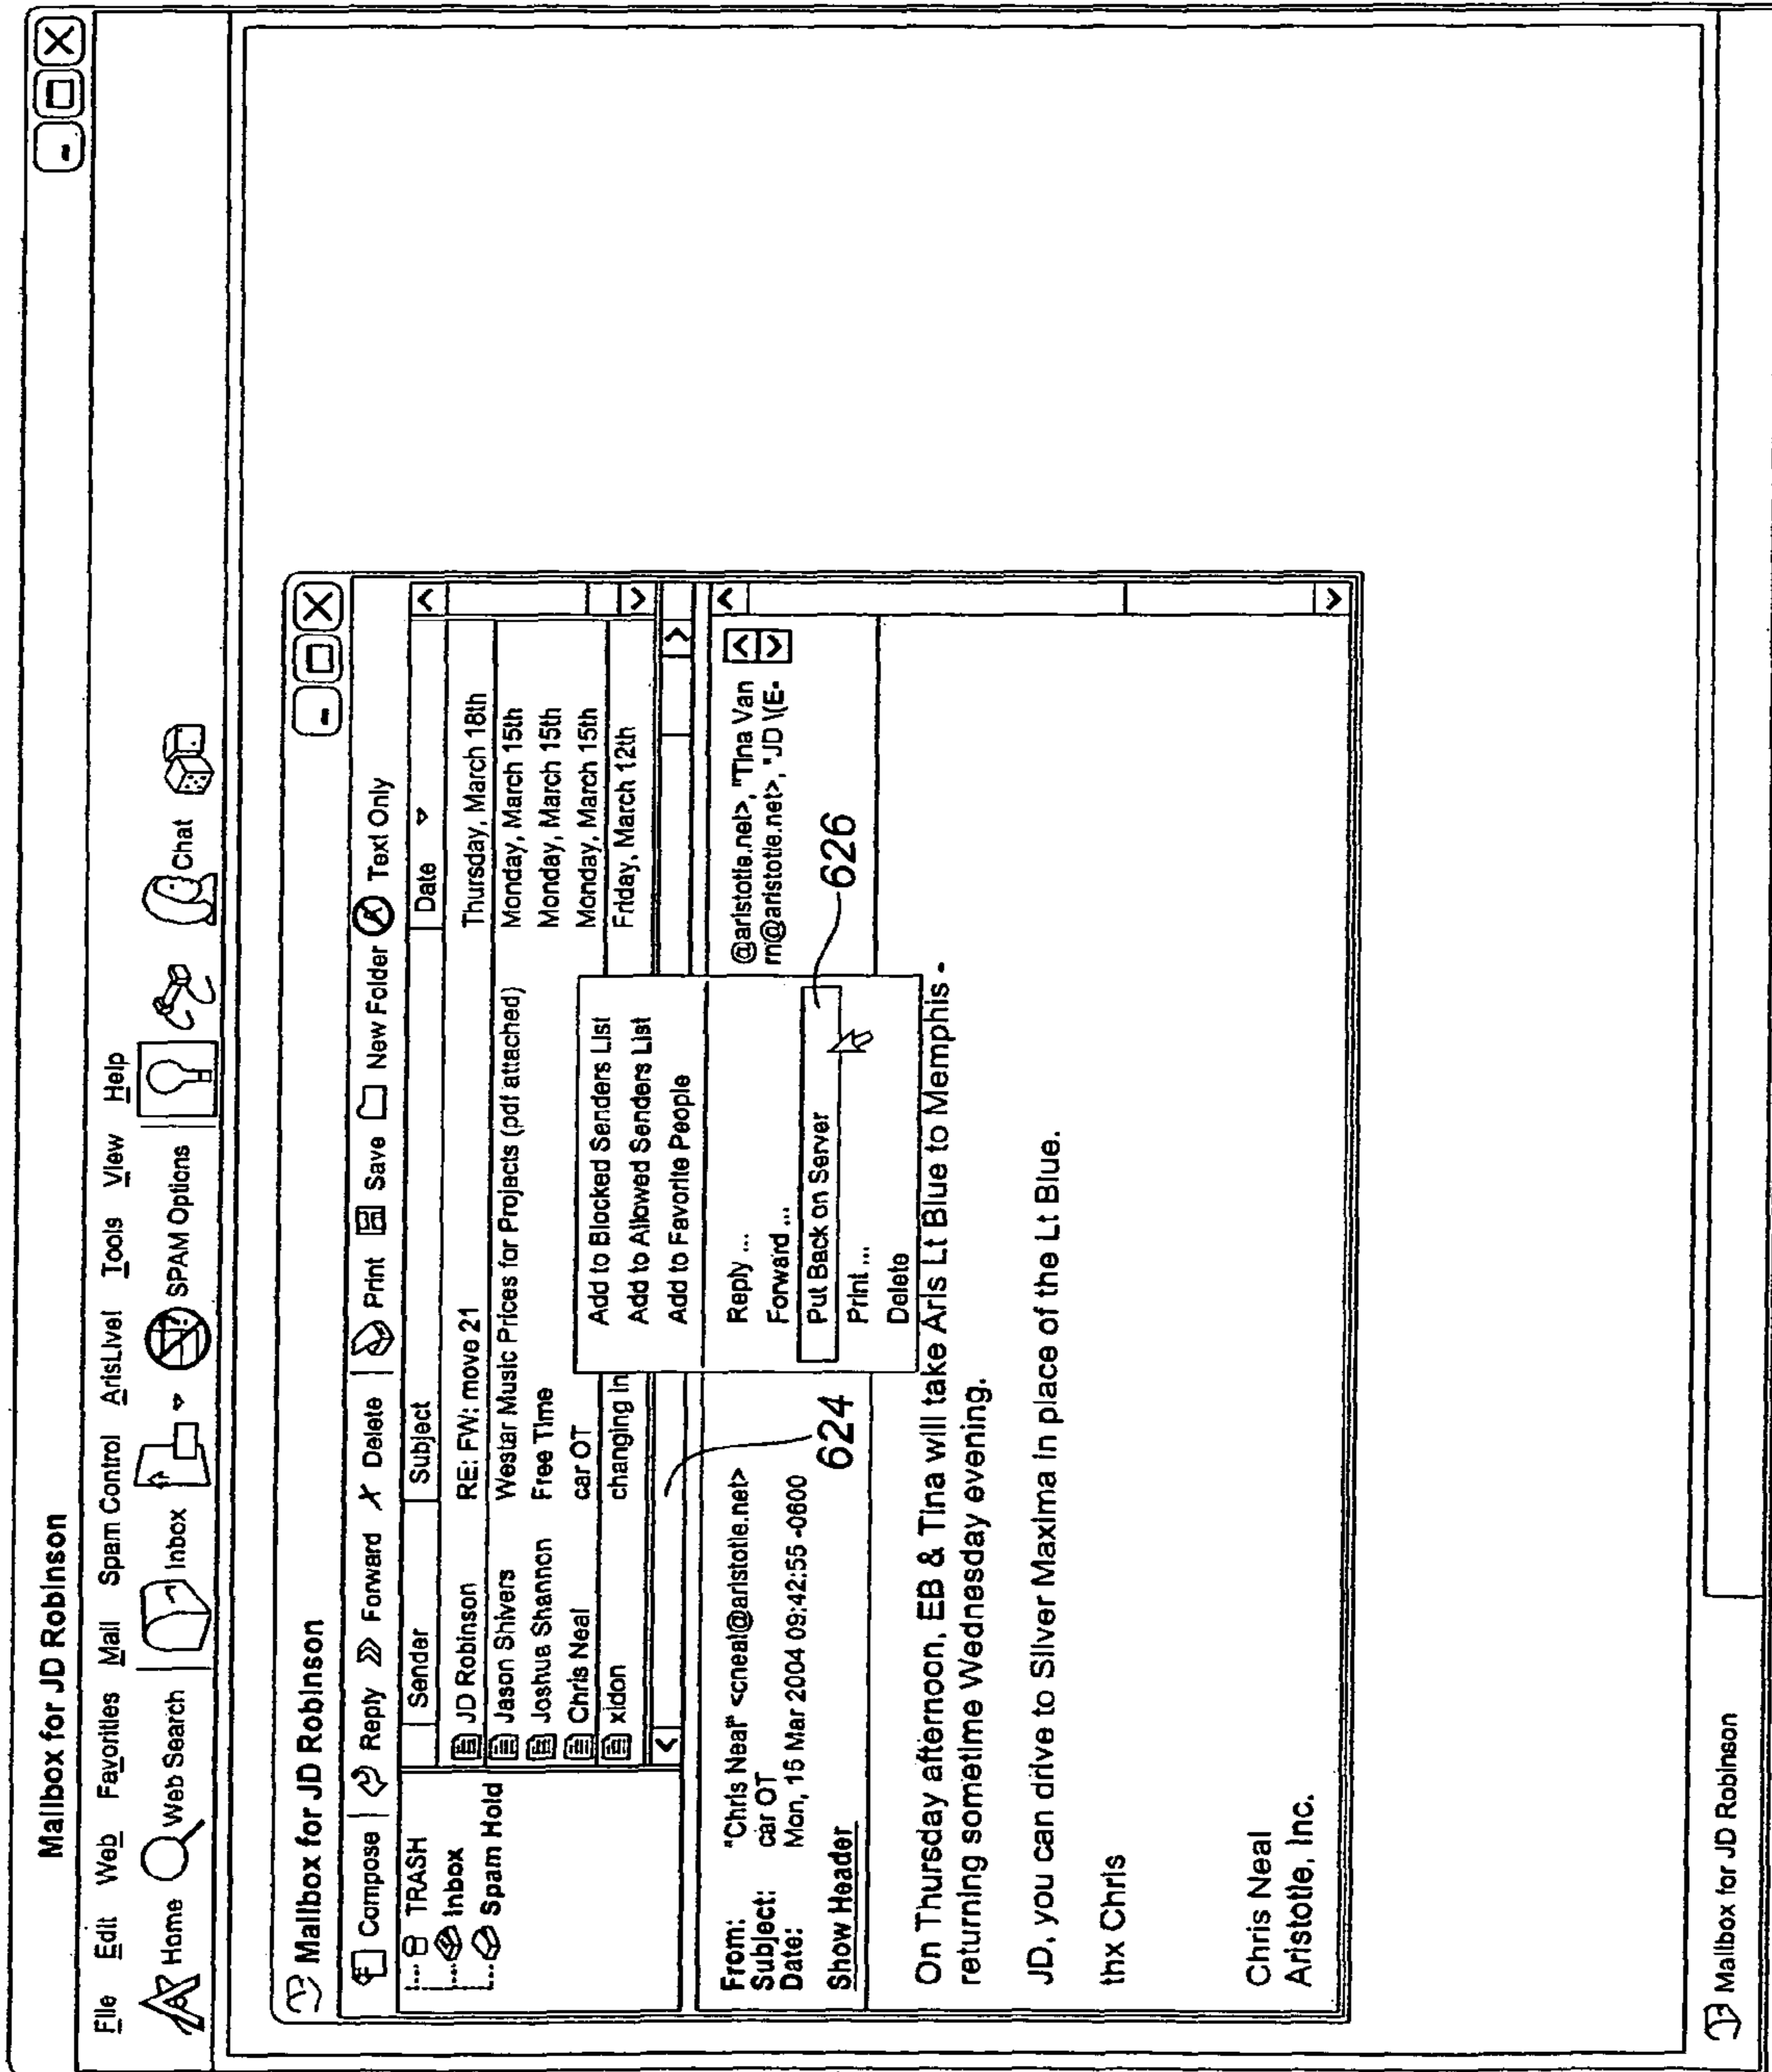 Mailbox for JD Robinson
File Edit Web Favorities Mail Spam Control ArisLive! Tools View Help
Home Web Search Inbox SPAM Options Chat
Mailbox for JD Robinson
Compose Reply Forward X Delete Print Save New Folder Text Only
TRASH
Inbox
Spam Hold
Sender Subject Date
JD Robinson RE: FW: move 21 Thursday, March 18th
Jason Shivers Westar Music Prices for Projects (pdf attached) Monday, March 15th
Joshua Shannon Free Time Monday, March 15th
Chris Neal car OT Monday, March 15th
xidon changing in Friday, March 12th
Add to Blocked Senders List
Add to Allowed Senders List
Add to Favorite People
Reply ...
Forward ...
Put Back on Server
Print ...
Delete
624
626
From: "Chris Neal" <cneal@aristotle.net> @aristotle.net>, "Tina Van
Subject: car OT rn@aristotle.net>, "JD \(E-
Date: Mon, 15 Mar 2004 09:42:55 -0600
Show Header
On Thursday afternoon, EB & Tina will take Aris Lt Blue to Memphis -
returning sometime Wednesday evening.
JD, you can drive to Silver Maxima in place of the Lt Blue.
thx Chris
Chris Neal
Aristotle, Inc.
Mailbox for JD Robinson